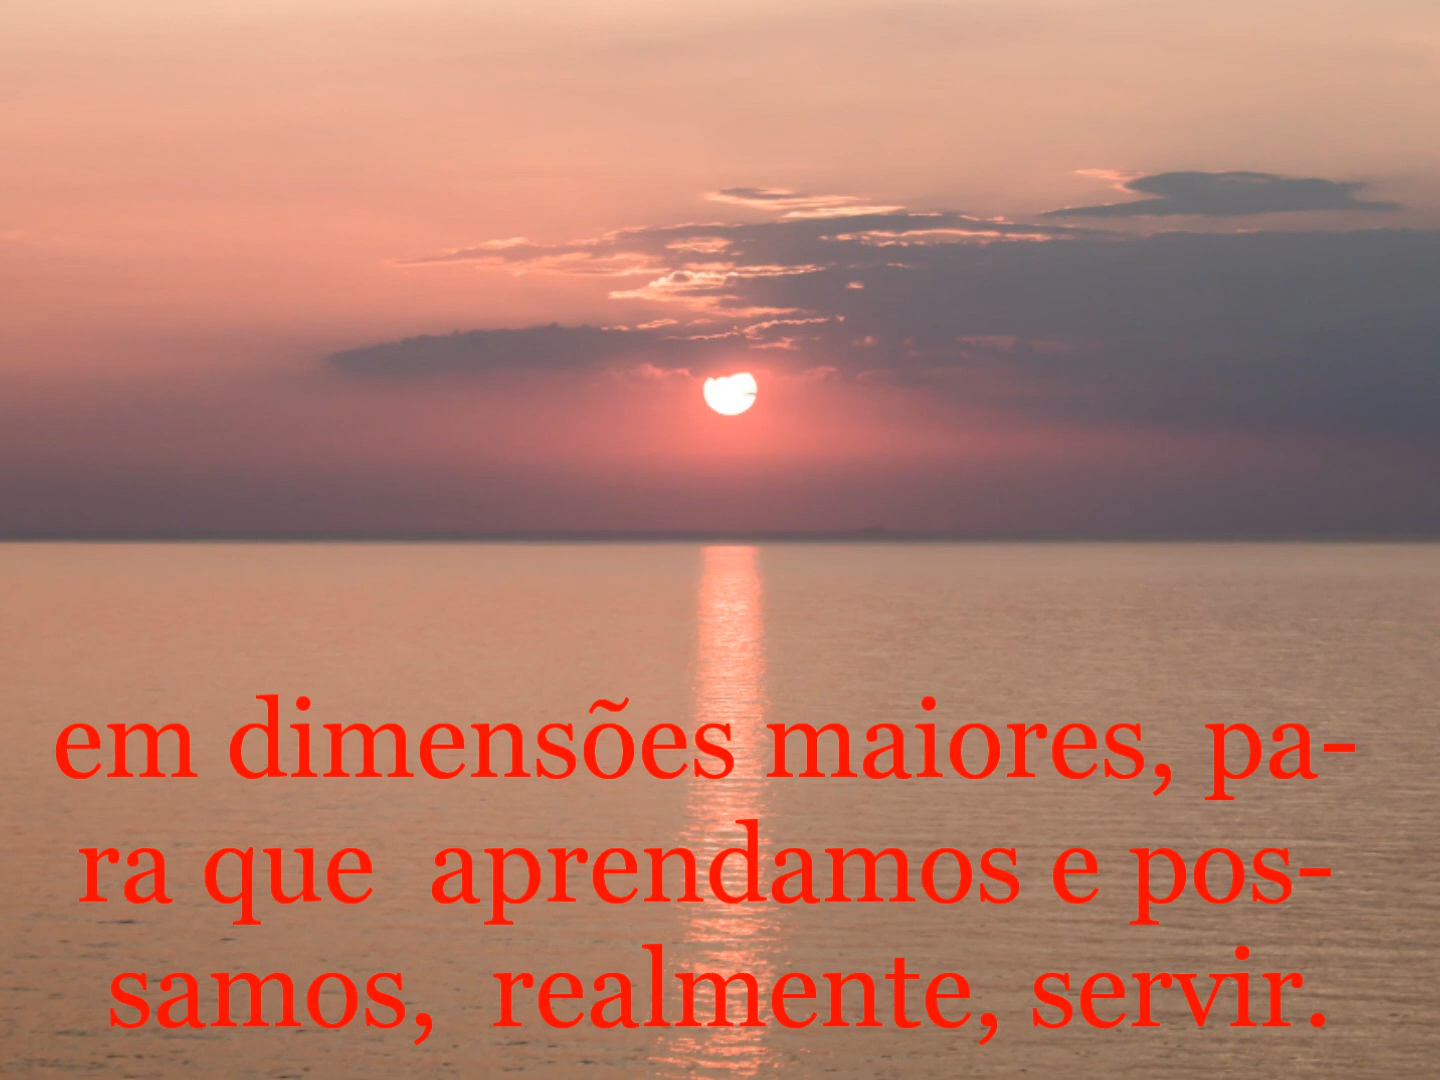 em dimensões maiores, pa-
ra que  aprendamos e pos-
samos,  realmente, servir.